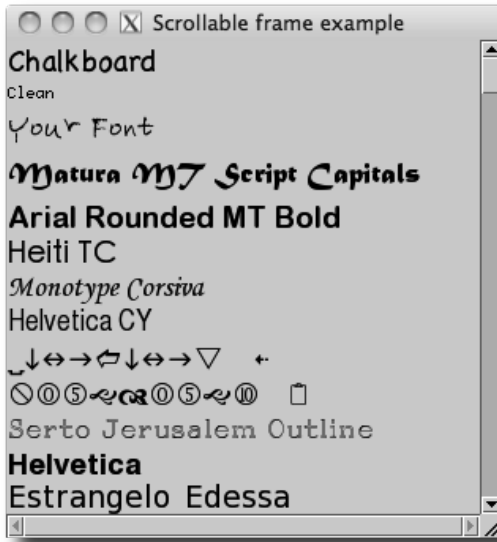 Scrollable frame example
Chalkboard
Clean
Your Font
Matura MT Script Capitals
Arial Rounded MT Bold
Heiti TC
Monotype Corsiva
Helvetica CY
Serto Jerusalem Outline
Helvetica
Estrangelo Edessa